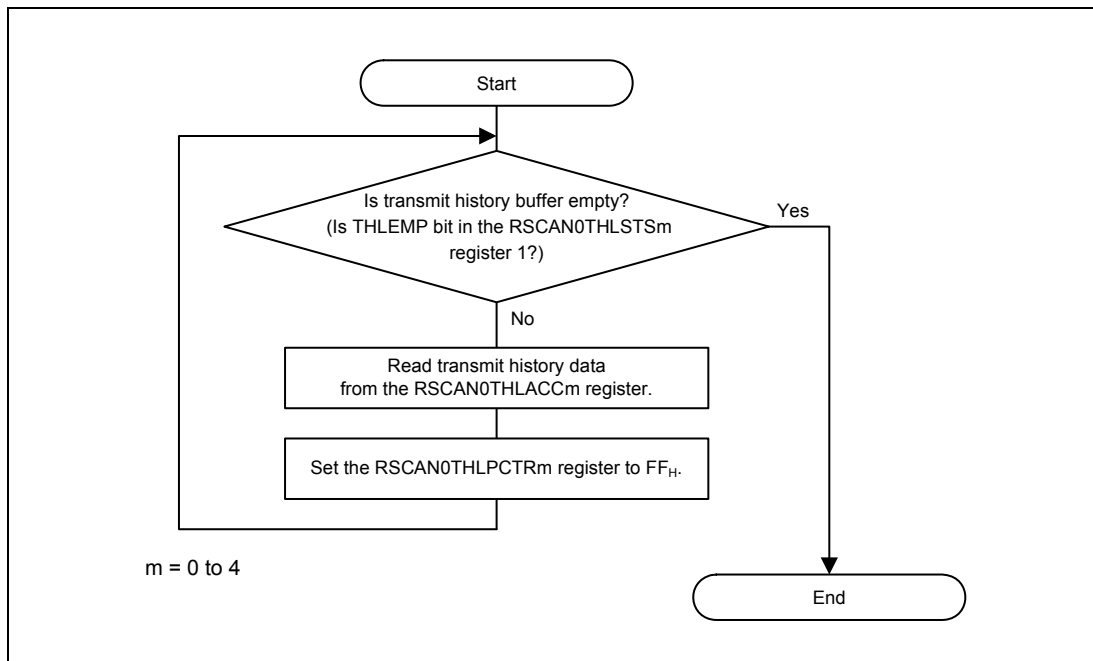 Start
Is transmit history buffer empty?
(Is THLEMP bit in the RSCAN0THLSTSm
register 1?)
Yes
No
Read transmit history data
from the RSCAN0THLACCm register.
Set the RSCAN0THLPCTRm register to FFH.
m = 0 to 4
End